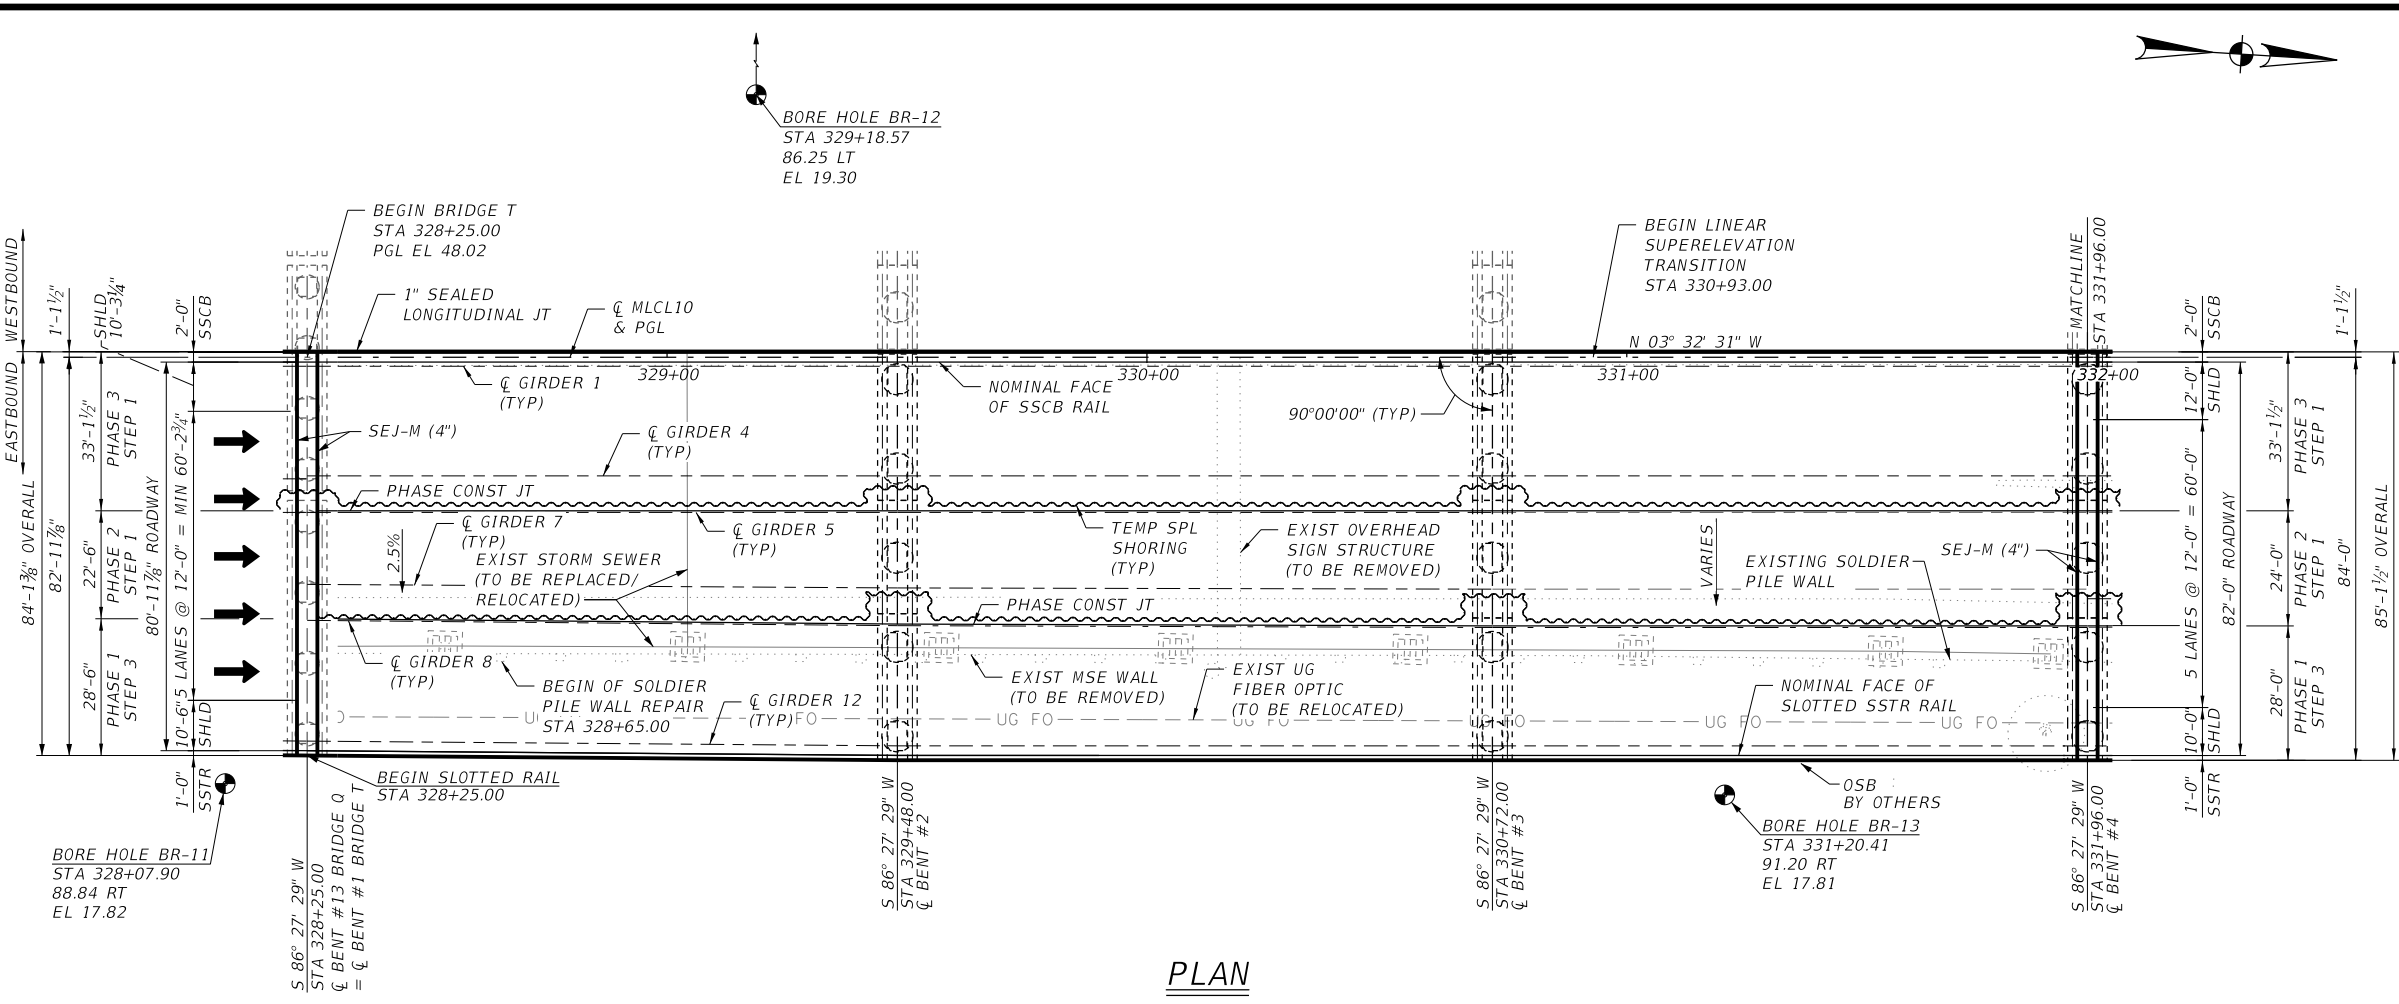 BORE HOLE BR-12
STA 329+18.57
86.25 LT
EL 19.30
BEGIN BRIDGE T
STA 328+25.00
PGL EL 48.02
1" SEALED
LONGITUDINAL JT
℄ MLCL10
& PGL
BEGIN LINEAR
SUPERELEVATION
TRANSITION
STA 330+93.00
N 03° 32' 31" W
MATCHLINE
STA 331+96.00
WESTBOUND
EASTBOUND
1'-1½"
SHLD
10'-3¼"
2'-0"
SSCB
84'-1⅜" OVERALL
82'-11⅞"
33'-1½"
PHASE 3
STEP 1
22'-6"
PHASE 2
STEP 1
28'-6"
PHASE 1
STEP 3
80'-11⅞" ROADWAY
5 LANES @ 12'-0" = MIN 60'-2¾"
10'-6"
SHLD
1'-0"
SSTR
℄ GIRDER 1
(TYP)
329+00
330+00
331+00
332+00
NOMINAL FACE
OF SSCB RAIL
90°00'00" (TYP)
SEJ-M (4")
℄ GIRDER 4
(TYP)
PHASE CONST JT
℄ GIRDER 7
(TYP)
2.5%
℄ GIRDER 5
(TYP)
EXIST STORM SEWER
(TO BE REPLACED/
RELOCATED)
TEMP SPL
SHORING
(TYP)
EXIST OVERHEAD
SIGN STRUCTURE
(TO BE REMOVED)
VARIES
EXISTING SOLDIER
PILE WALL
SEJ-M (4")
PHASE CONST JT
℄ GIRDER 8
(TYP)
BEGIN OF SOLDIER
PILE WALL REPAIR
STA 328+65.00
℄ GIRDER 12
(TYP)
EXIST MSE WALL
(TO BE REMOVED)
EXIST UG
FIBER OPTIC
(TO BE RELOCATED)
NOMINAL FACE OF
SLOTTED SSTR RAIL
FO
UG FO
UG FO
UG FO
UG FO
UG FO
BEGIN SLOTTED RAIL
STA 328+25.00
OSB
BY OTHERS
BORE HOLE BR-11
STA 328+07.90
88.84 RT
EL 17.82
BORE HOLE BR-13
STA 331+20.41
91.20 RT
EL 17.81
S 86° 27' 29" W
STA 328+25.00
℄ BENT #13 BRIDGE Q
= ℄ BENT #1 BRIDGE T
S 86° 27' 29" W
STA 329+48.00
℄ BENT #2
S 86° 27' 29" W
STA 330+72.00
℄ BENT #3
S 86° 27' 29" W
STA 331+96.00
℄ BENT #4
2'-0"
SSCB
12'-0"
SHLD
5 LANES @ 12'-0" = 60'-0"
82'-0" ROADWAY
10'-0"
SHLD
1'-0"
SSTR
1'-1½"
33'-1½"
PHASE 3
STEP 1
24'-0"
PHASE 2
STEP 1
28'-0"
PHASE 1
STEP 3
84'-0"
85'-1½" OVERALL
PLAN